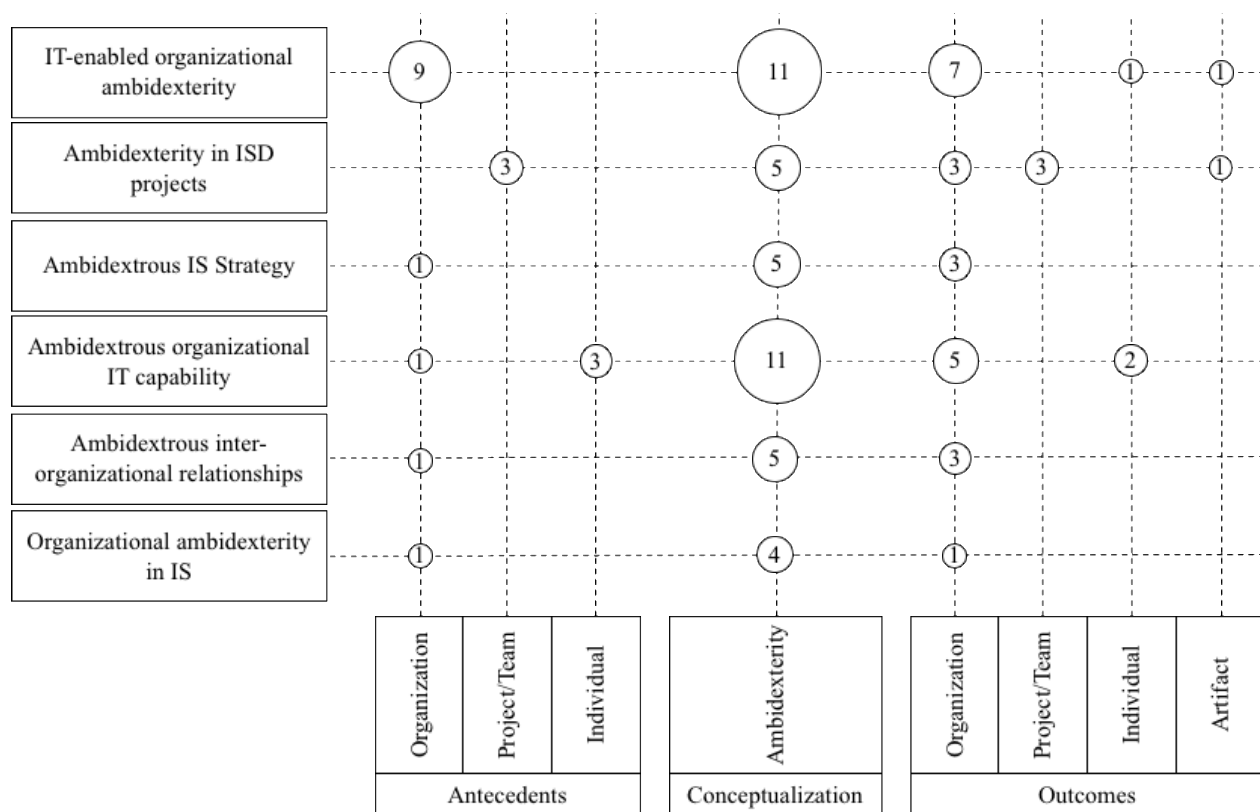 IT-enabled organizational
ambidexterity
9
11
7
1
1
Ambidexterity in ISD
projects
3
5
3
3
1
Ambidextrous IS Strategy
1
5
3
Ambidextrous organizational
IT capability
1
3
11
5
2
Ambidextrous inter-
organizational relationships
1
5
3
Organizational ambidexterity
in IS
1
4
1
Organization
Project/Team
Individual
Ambidexterity
Organization
Project/Team
Individual
Artifact
Antecedents
Conceptualization
Outcomes